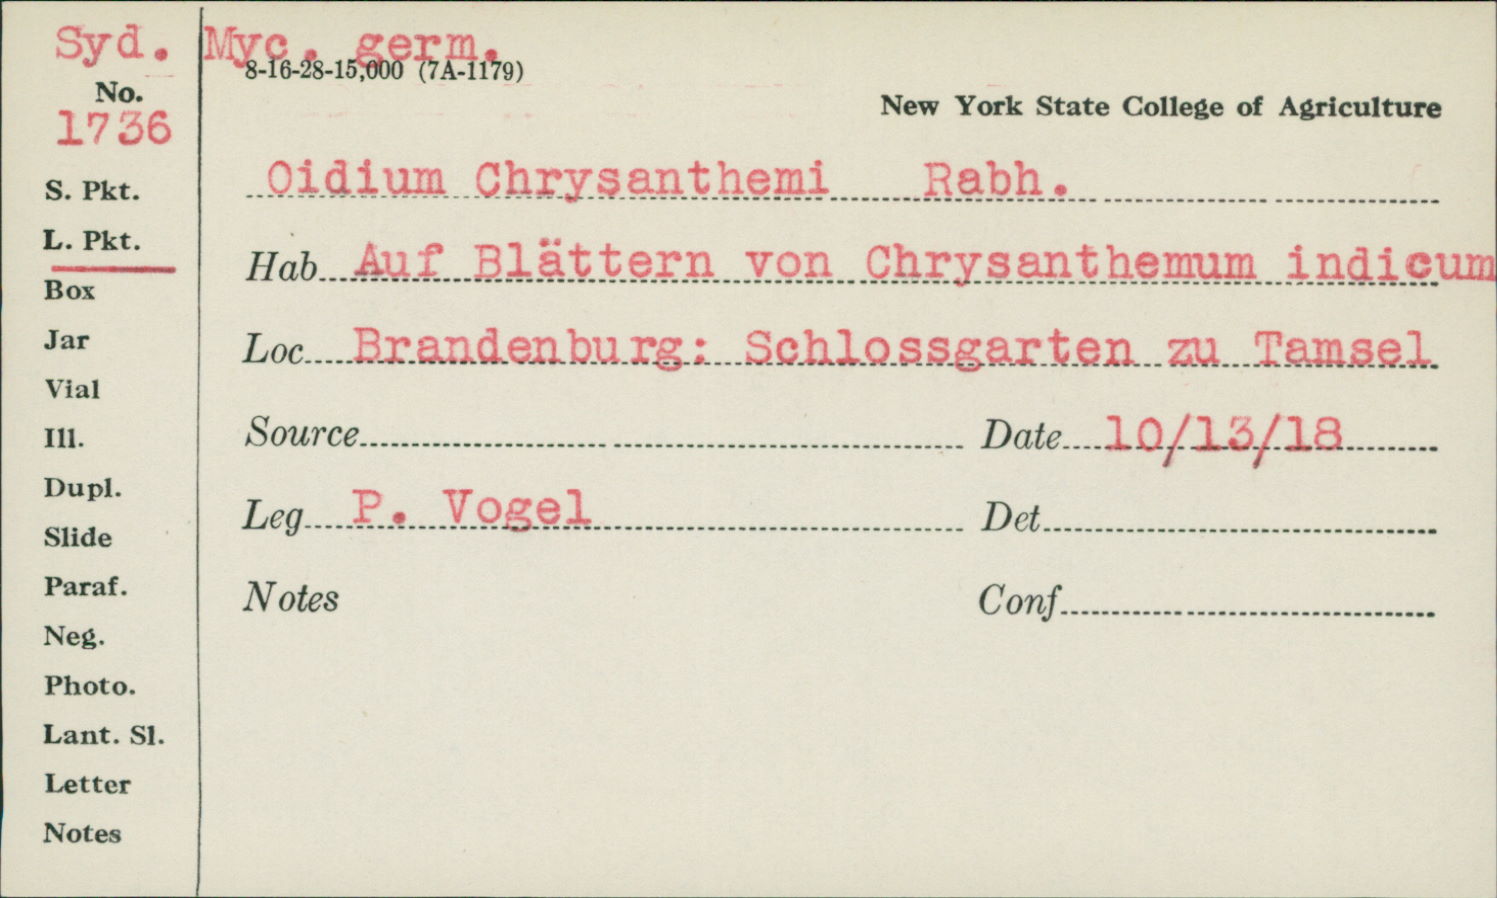 Syd. Myc. germ.
8-16-28-15,000 (7A-1179)
No.
New York State College of Agriculture
1736
Oidium Chrysanthemi Rabh.
S. Pkt.
L. Pkt.
Hab Auf Blättern von Chrysanthemum indicum
Box
Jar
Loc Brandenburg: Schlossgarten zu Tamsel
Vial
Ill.
Source Date 10/13/18
Dupl.
Leg P. Vogel Det
Slide
Paraf.
Notes Conf
Neg.
Photo.
Lant. Sl.
Letter
Notes